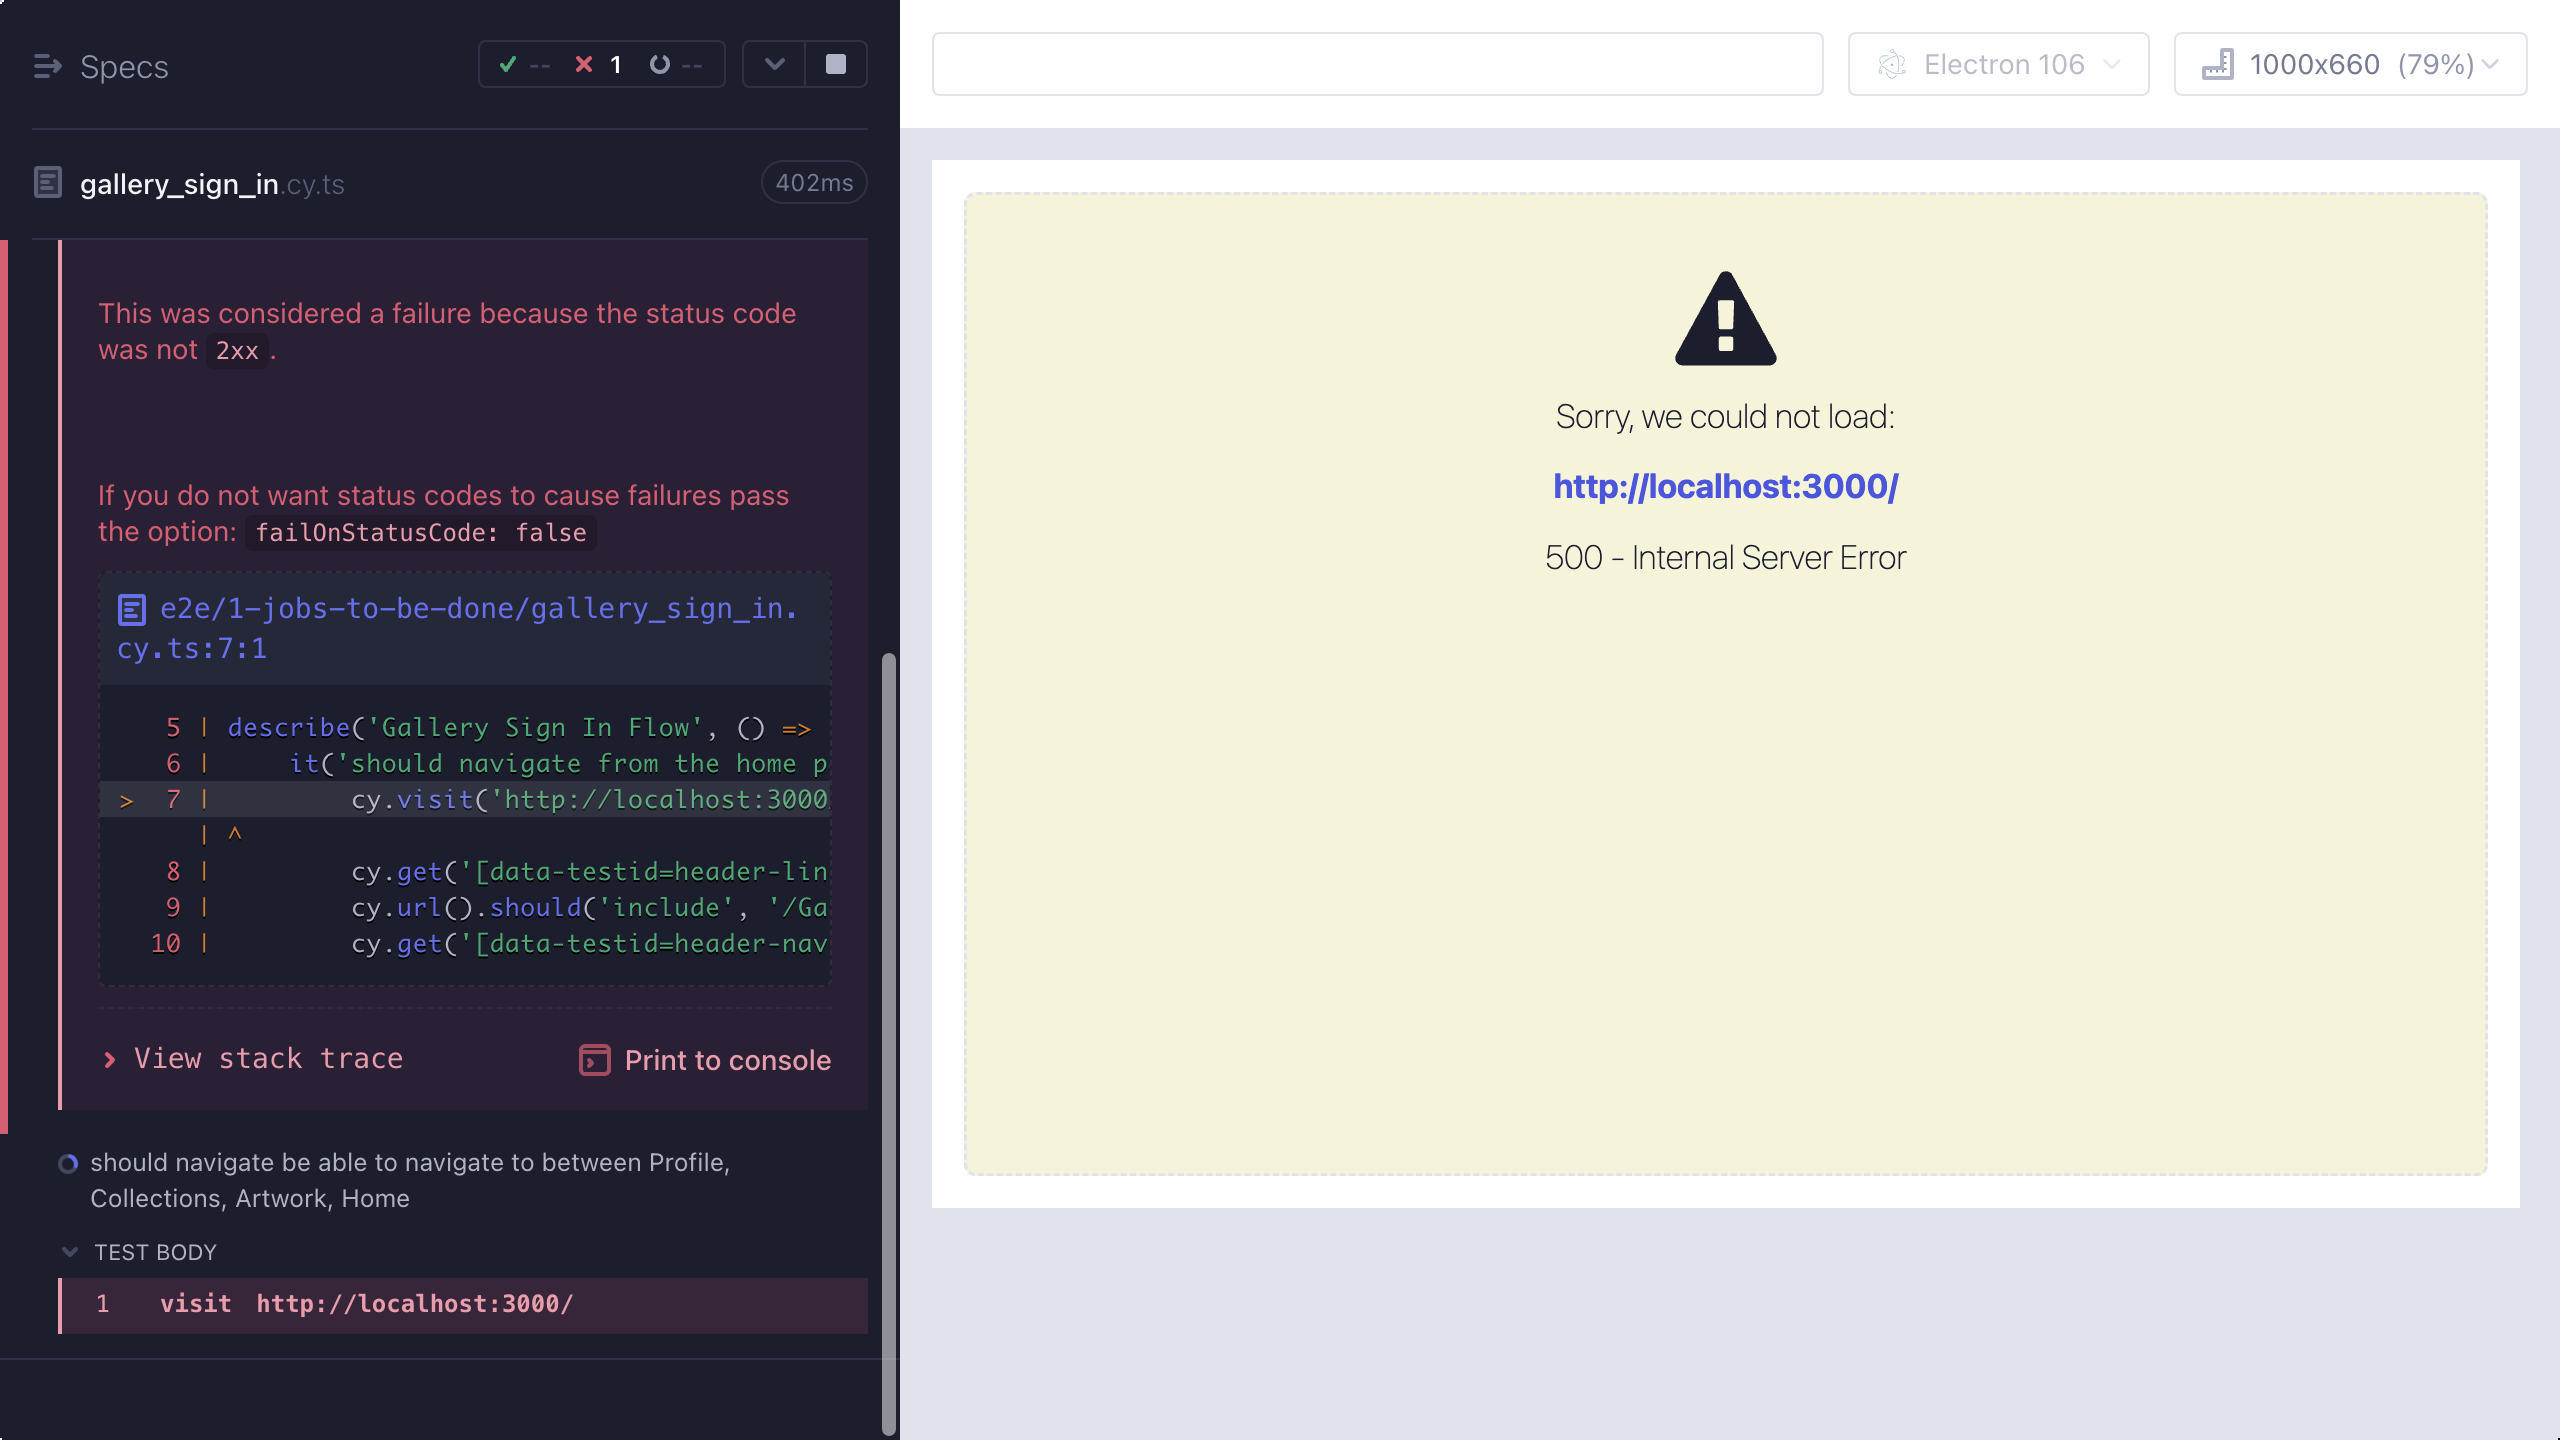 Specs
-- 1 --
gallery_sign_in.cy.ts
402ms
This was considered a failure because the status code
was not 2xx.
If you do not want status codes to cause failures pass
the option: failOnStatusCode: false
e2e/1-jobs-to-be-done/gallery_sign_in.
cy.ts:7:1
5 | describe('Gallery Sign In Flow', () =>
6 | it('should navigate from the home p
> 7 | cy.visit('http://localhost:3000
| ^
8 | cy.get('[data-testid=header-lin
9 | cy.url().should('include', '/Ga
10 | cy.get('[data-testid=header-nav
View stack trace
Print to console
should navigate be able to navigate to between Profile,
Collections, Artwork, Home
TEST BODY
1 visit http://localhost:3000/
Electron 106
1000x660 (79%)
Sorry, we could not load:
http://localhost:3000/
500 - Internal Server Error